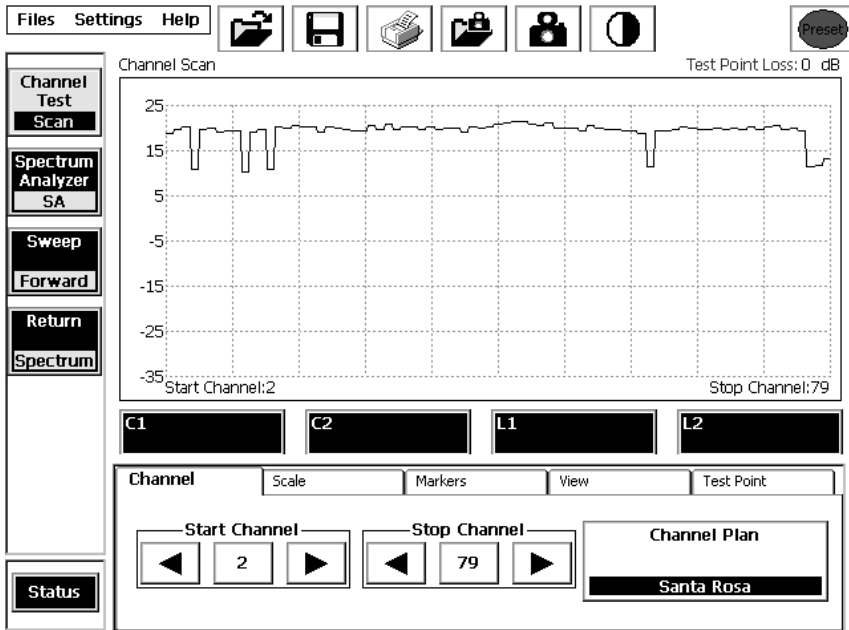 Files Settings Help
Preset
Channel Scan
Test Point Loss: 0 dB
Channel
Test
Scan
Spectrum
Analyzer
SA
Sweep
Forward
Return
Spectrum
Status
25
15
5
-5
-15
-25
-35
Start Channel:2
Stop Channel:79
C1
C2
L1
L2
Channel
Scale
Markers
View
Test Point
Start Channel
2
Stop Channel
79
Channel Plan
Santa Rosa